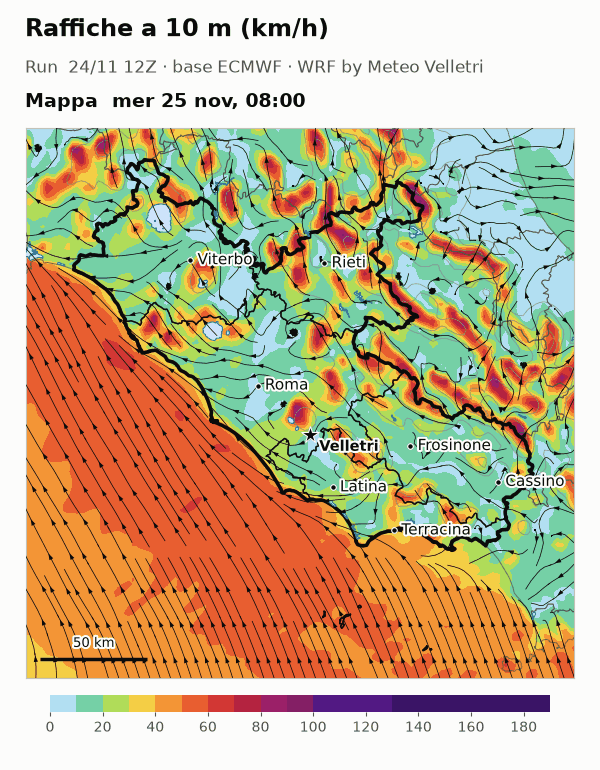 Raffiche a 10 m (km/h)
Run  24/11 12Z · base ECMWF · WRF by Meteo Velletri
Mappa  mer 25 nov, 08:00
Viterbo
Rieti
Roma
Velletri
Frosinone
Cassino
Latina
Terracina
50 km
0 20 40 60 80 100 120 140 160 180